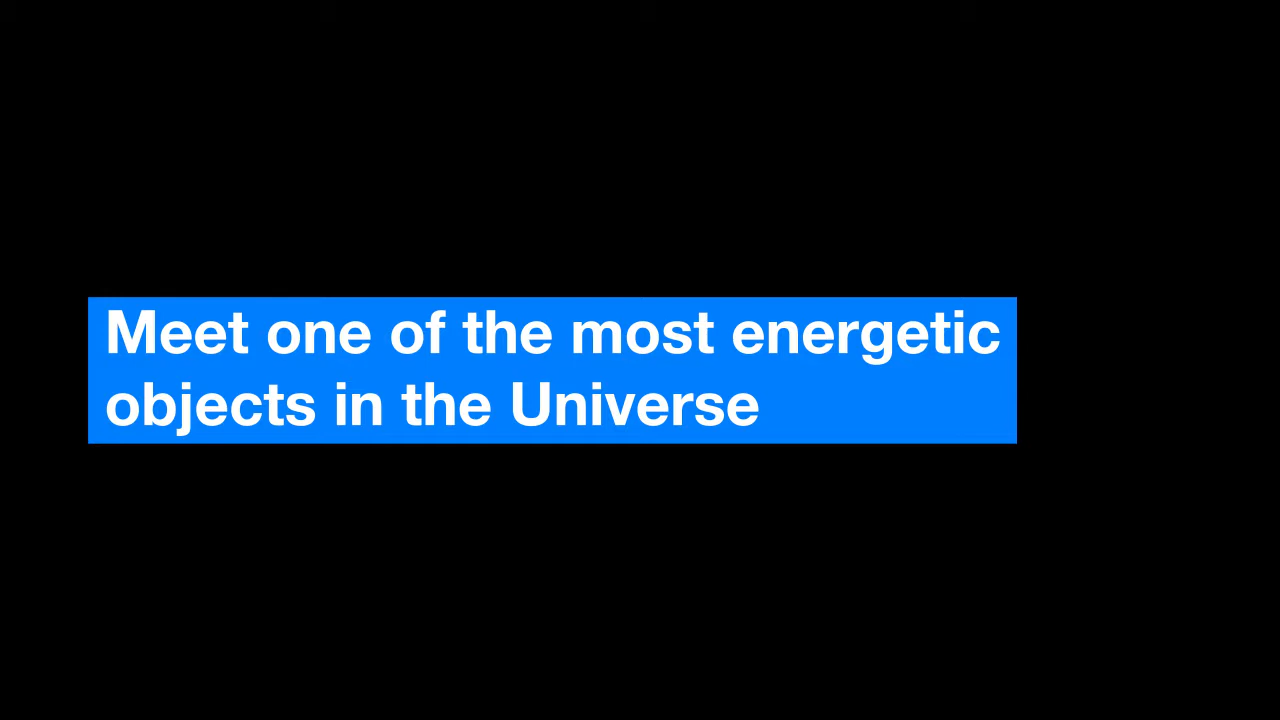 Meet one of the most energetic
objects in the Universe